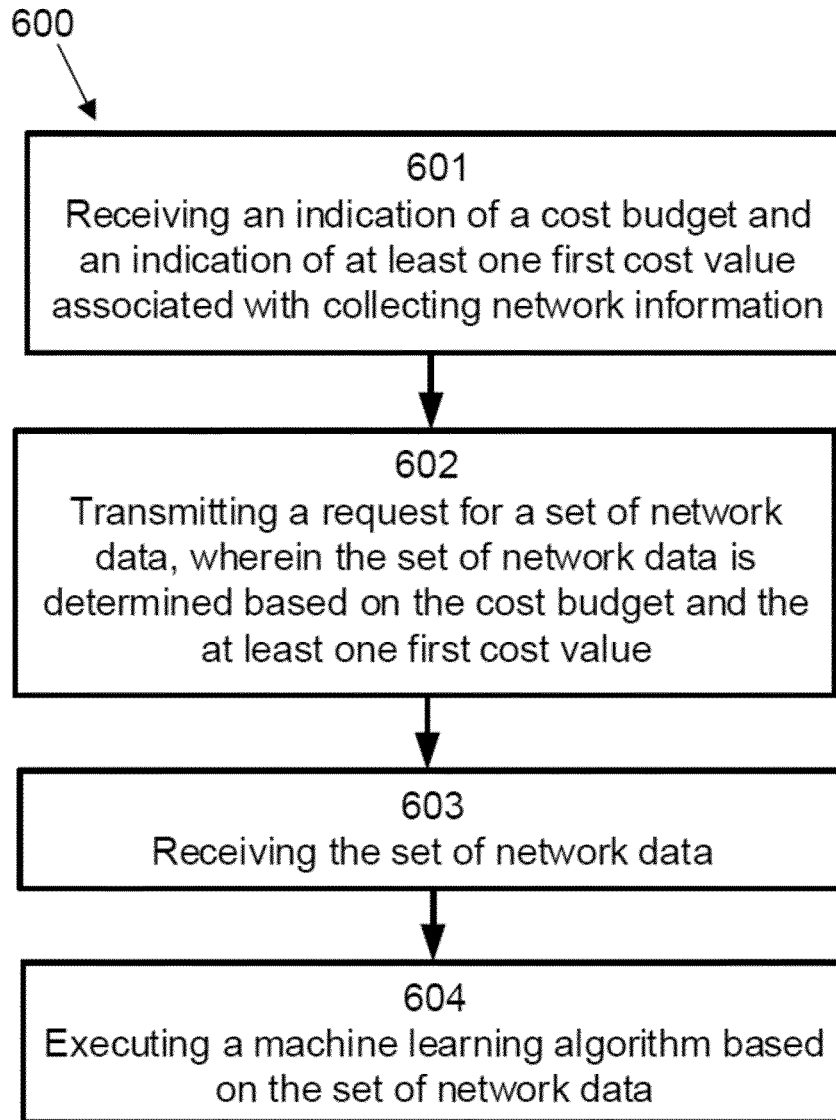 600
601
Receiving an indication of a cost budget and
an indication of at least one first cost value
associated with collecting network information
602
Transmitting a request for a set of network
data, wherein the set of network data is
determined based on the cost budget and the
at least one first cost value
603
Receiving the set of network data
604
Executing a machine learning algorithm based
on the set of network data